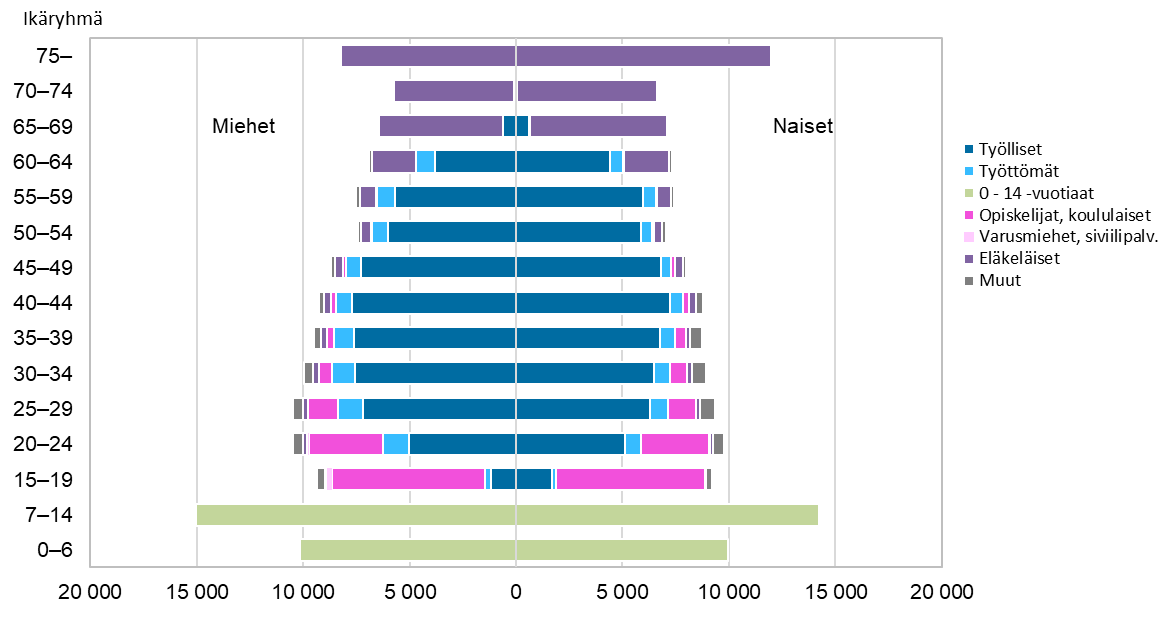 Ikäryhmä
75–
70–74
65–69
60–64
55–59
50–54
45–49
40–44
35–39
30–34
25–29
20–24
15–19
7–14
0–6
Miehet
Naiset
20 000 15 000 10 000 5 000 0 5 000 10 000 15 000 20 000
Työlliset
Työttömät
0 - 14 -vuotiaat
Opiskelijat, koululaiset
Varusmiehet, siviilipalv.
Eläkeläiset
Muut